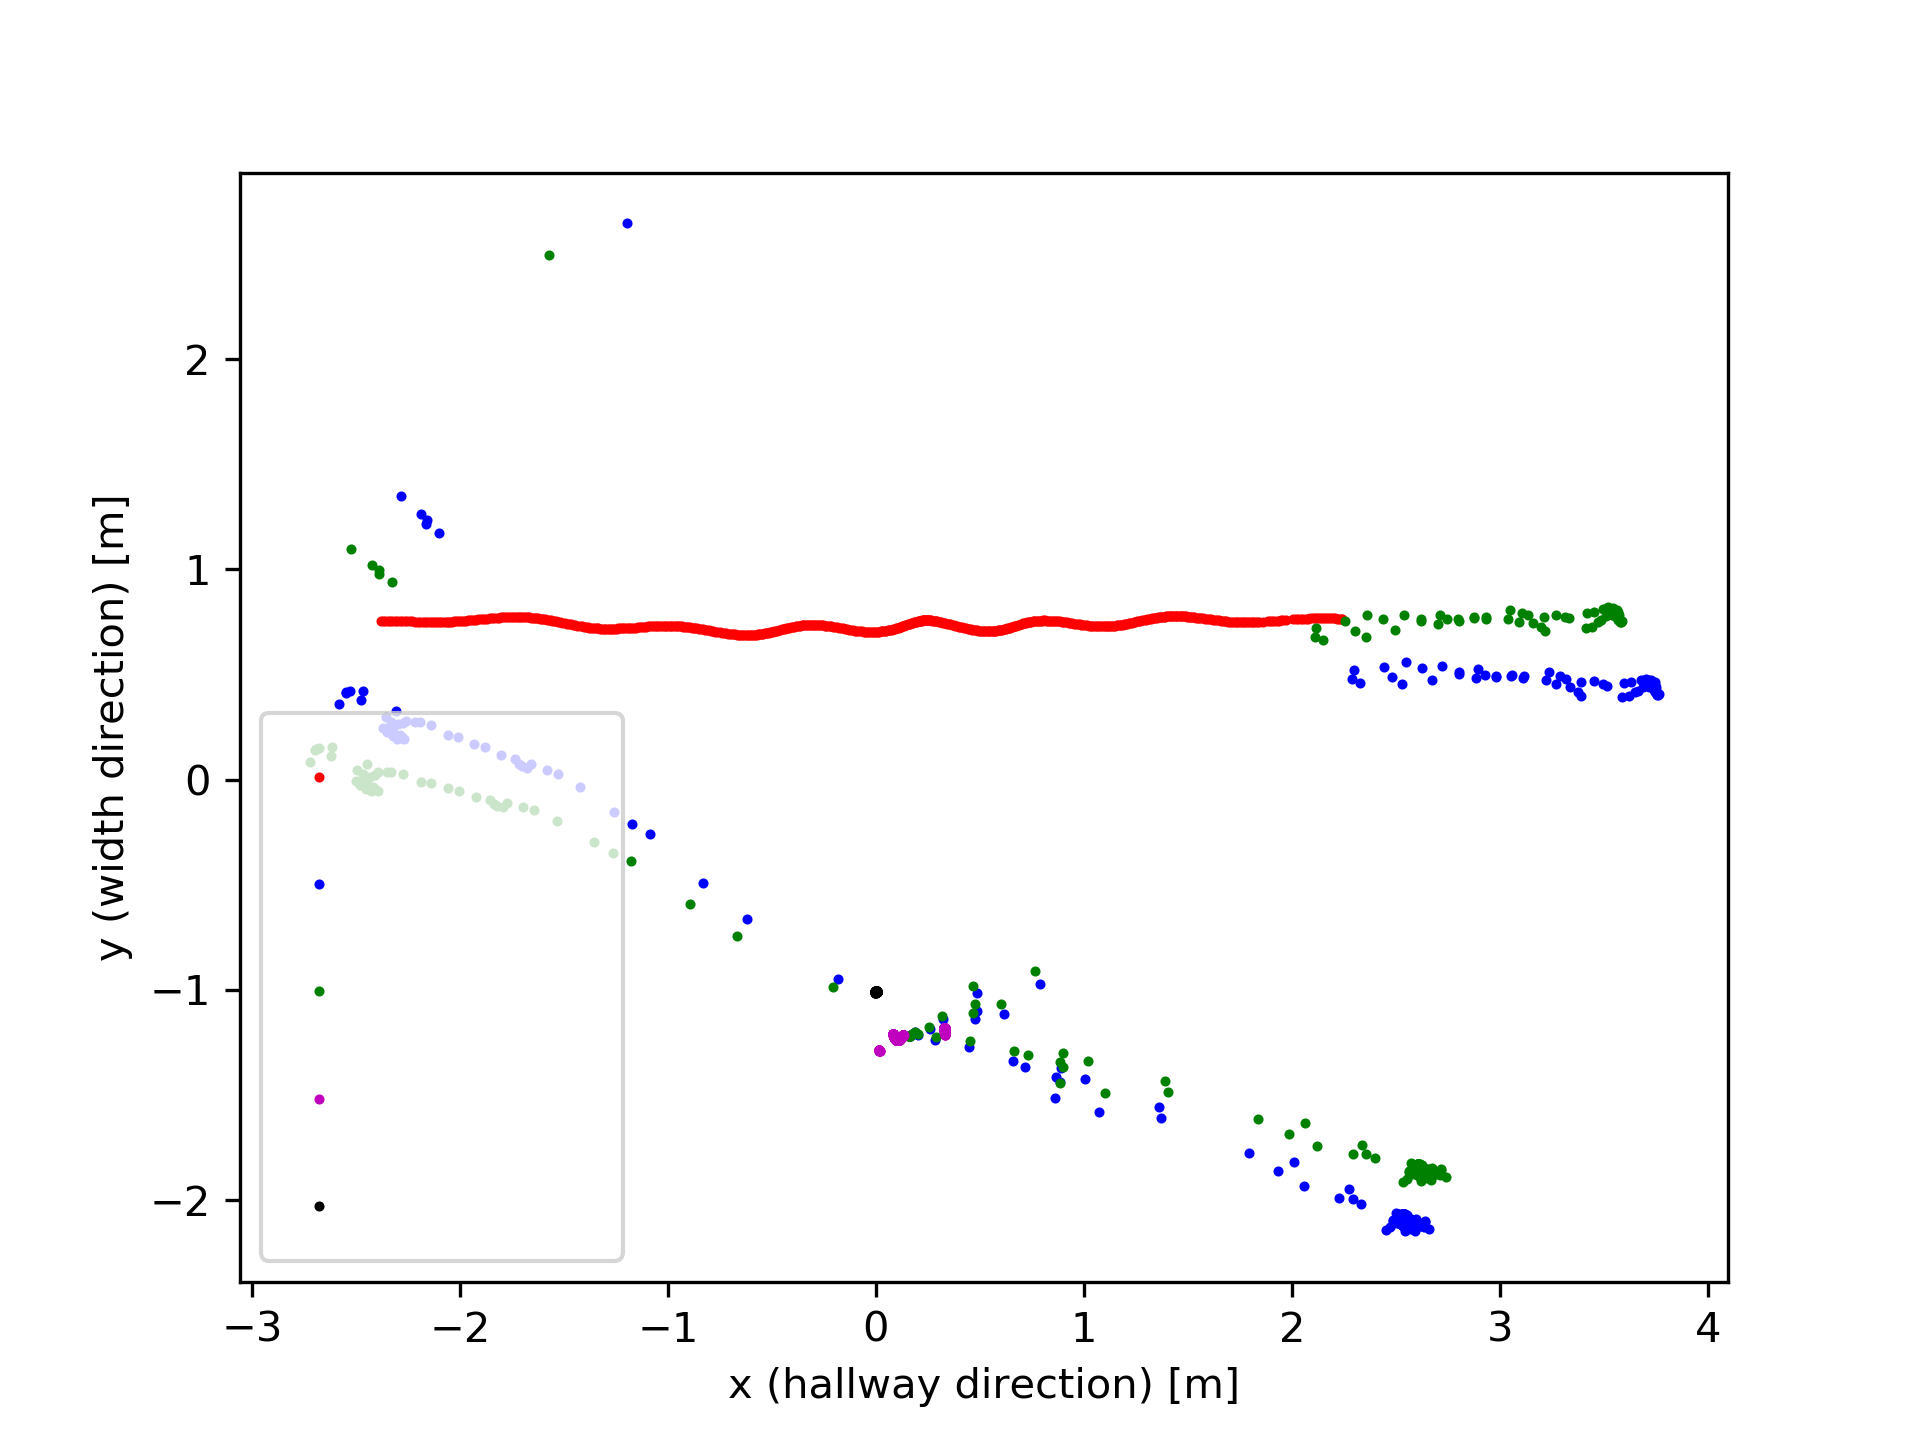 2
1
0
−1
−2
y (width direction) [m]
−3 −2 −1 0 1 2 3 4
x (hallway direction) [m]